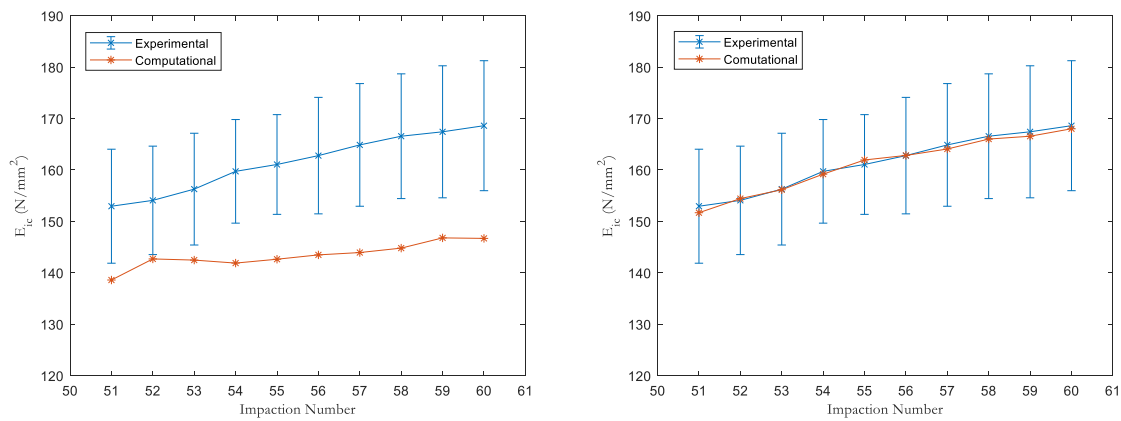 190
180
170
160
150
140
130
120
E_ic (N/mm^2)
Experimental
Computational
50 51 52 53 54 55 56 57 58 59 60 61
Impaction Number
190
180
170
160
150
140
130
120
E_ic (N/mm^2)
Experimental
Comutational
50 51 52 53 54 55 56 57 58 59 60 61
Impaction Number